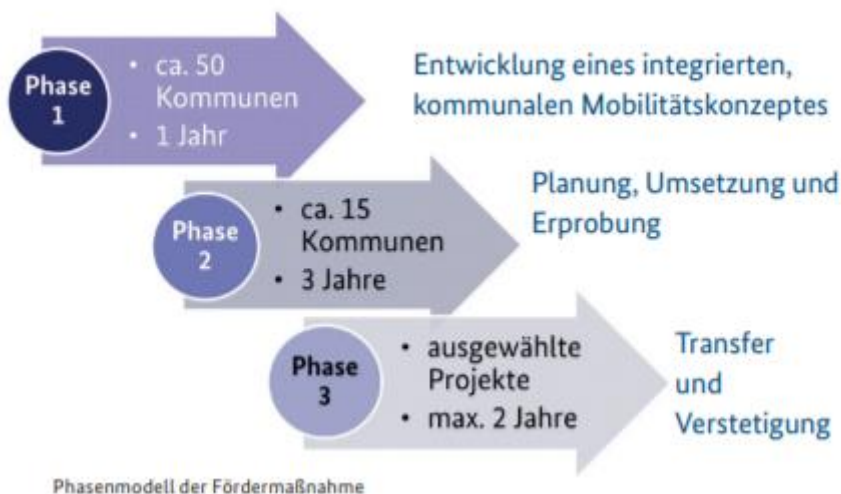 Phase
1
• ca. 50
Kommunen
• 1 Jahr
Entwicklung eines integrierten,
kommunalen Mobilitätskonzeptes
Phase
2
• ca. 15
Kommunen
• 3 Jahre
Planung, Umsetzung und
Erprobung
Phase
3
• ausgewählte
Projekte
• max. 2 Jahre
Transfer
und
Verstetigung
Phasenmodell der Fördermaßnahme